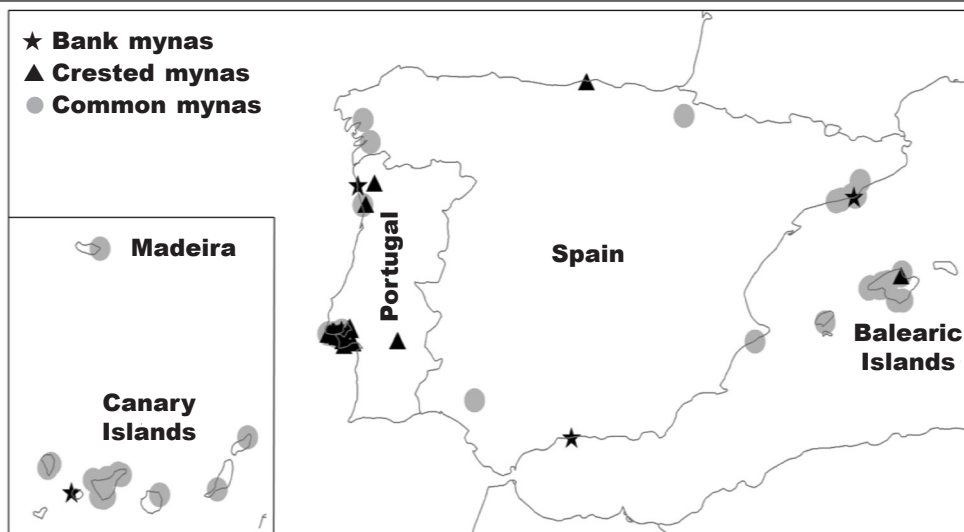 Bank mynas
Crested mynas
Common mynas
Madeira
Portugal
Spain
Balearic
Islands
Canary
Islands